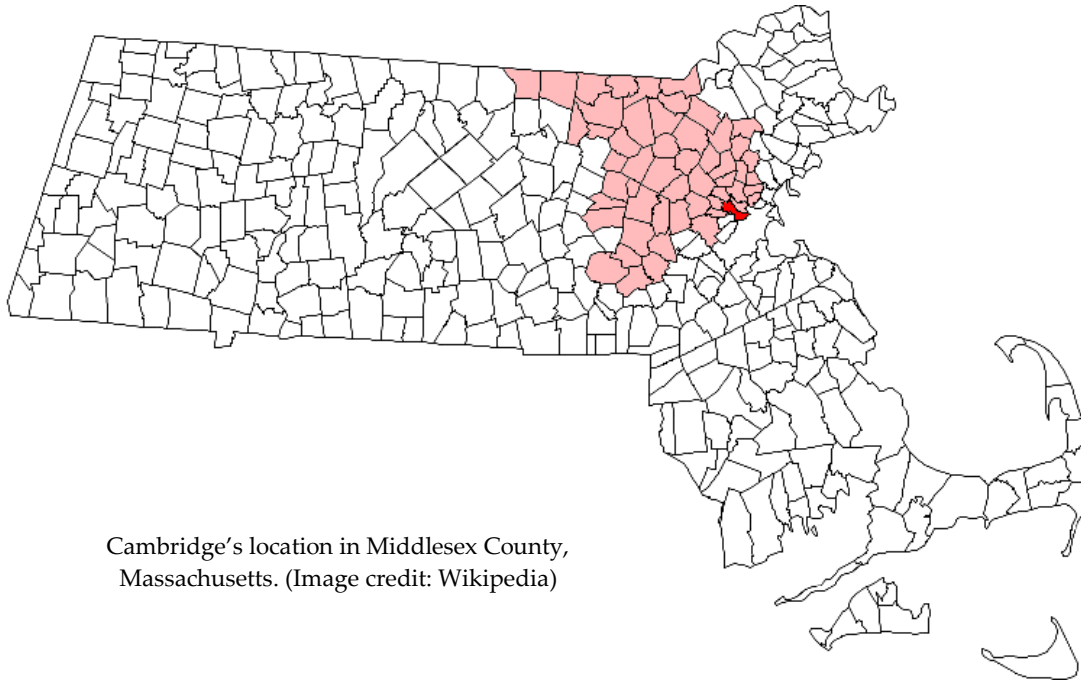 Cambridge’s location in Middlesex County,
Massachusetts. (Image credit: Wikipedia)